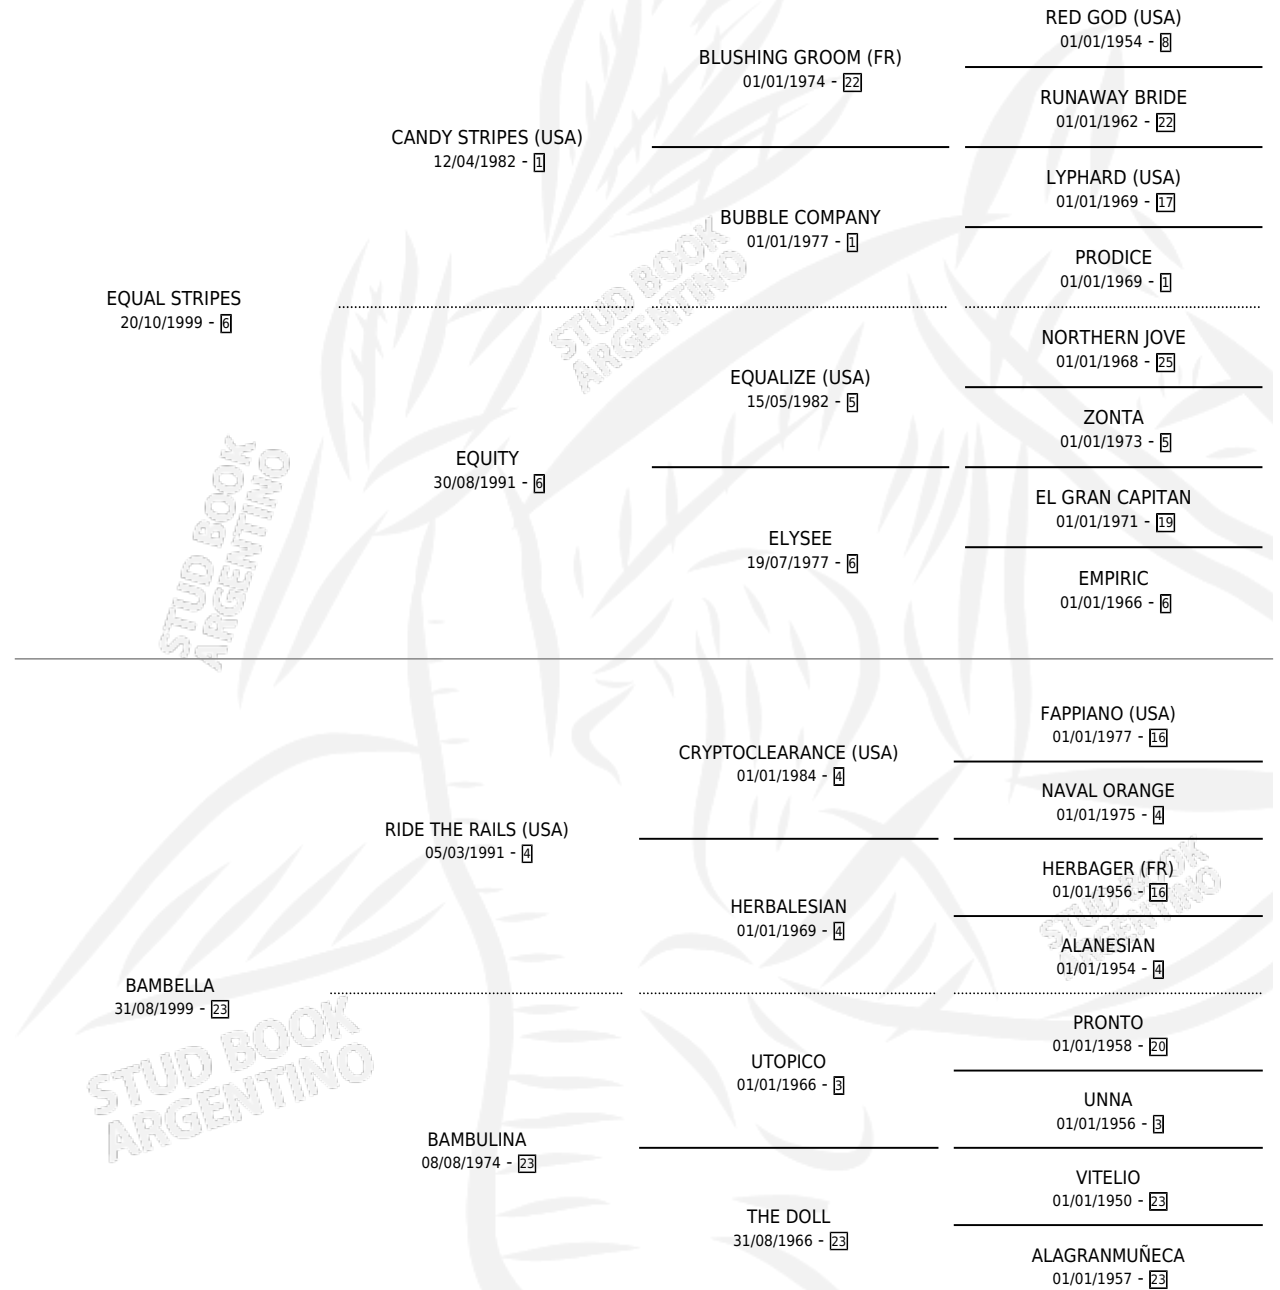 RED GOD (USA)
01/01/1954 - 8
BLUSHING GROOM (FR)
01/01/1974 - 22
RUNAWAY BRIDE
01/01/1962 - 22
CANDY STRIPES (USA)
12/04/1982 - 1
LYPHARD (USA)
01/01/1969 - 17
BUBBLE COMPANY
01/01/1977 - 1
PRODICE
01/01/1969 - 1
EQUAL STRIPES
20/10/1999 - 6
STUD BOOK
ARGENTINO
NORTHERN JOVE
01/01/1968 - 25
EQUALIZE (USA)
15/05/1982 - 5
ZONTA
01/01/1973 - 5
EQUITY
30/08/1991 - 6
STUD BOOK
ARGENTINO
EL GRAN CAPITAN
01/01/1971 - 19
ELYSEE
19/07/1977 - 6
EMPIRIC
01/01/1966 - 6
FAPPIANO (USA)
01/01/1977 - 16
CRYPTOCLEARANCE (USA)
01/01/1984 - 4
NAVAL ORANGE
01/01/1975 - 4
RIDE THE RAILS (USA)
05/03/1991 - 4
HERBAGER (FR)
01/01/1956 - 16
STUD BOOK
ARGENTINO
HERBALESIAN
01/01/1969 - 4
ALANESIAN
01/01/1954 - 4
BAMBELLA
31/08/1999 - 23
STUD BOOK
ARGENTINO
PRONTO
01/01/1958 - 20
UTOPICO
01/01/1966 - 3
UNNA
01/01/1956 - 3
BAMBULINA
08/08/1974 - 23
VITELIO
01/01/1950 - 23
THE DOLL
31/08/1966 - 23
ALAGRANMUÑECA
01/01/1957 - 23